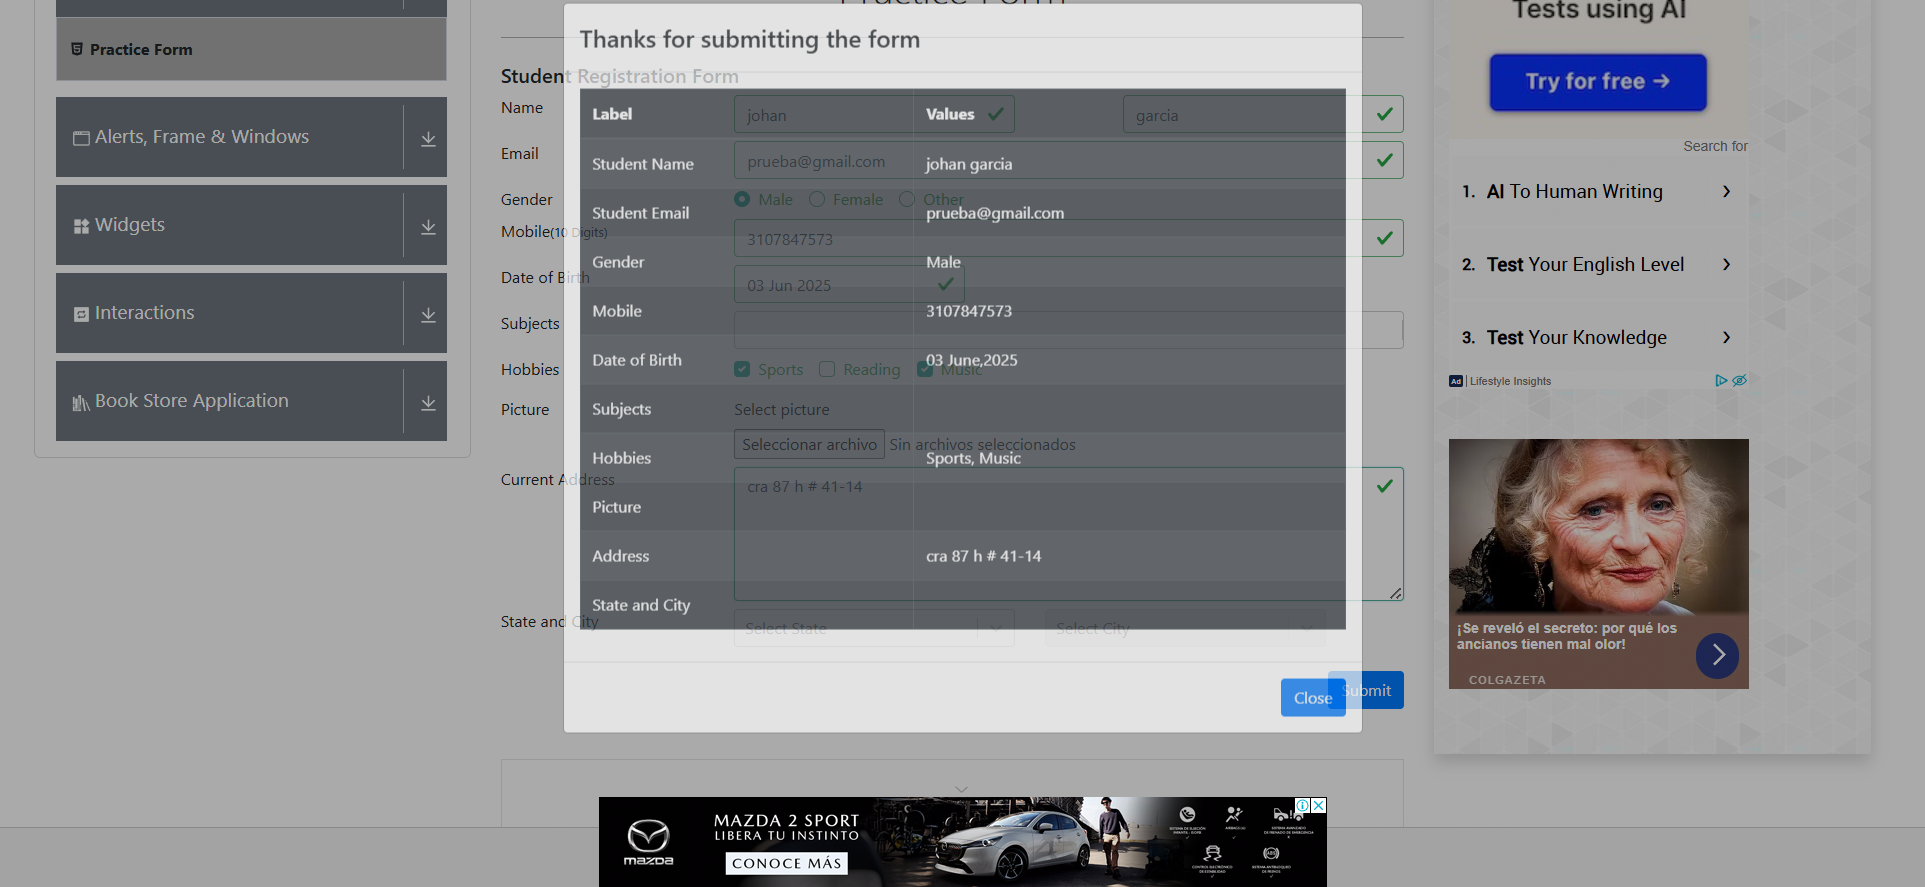 Practice Form
Alerts, Frame & Windows
Widgets
Interactions
Book Store Application
Practice Form
Student Registration Form
Name
johan
garcia
Email
prueba@gmail.com
Gender
Male
Female
Other
Mobile(10 Digits)
3107847573
Date of Birth
03 Jun 2025
Subjects
Hobbies
Sports
Reading
Music
Picture
Select picture
Seleccionar archivo Sin archivos seleccionados
Current Address
cra 87 h # 41-14
State and City
Select State
Select City
Submit
Thanks for submitting the form
Label Values
Student Name johan garcia
Student Email prueba@gmail.com
Gender Male
Mobile 3107847573
Date of Birth 03 June,2025
Subjects
Hobbies Sports, Music
Picture
Address cra 87 h # 41-14
State and City
Close
Tests using AI
Try for free →
Search for
1. AI To Human Writing
2. Test Your English Level
3. Test Your Knowledge
Ad | Lifestyle Insights
¡Se reveló el secreto: por qué los
ancianos tienen mal olor!
COLGAZETA
mazda
MAZDA 2 SPORT
LIBERA TU INSTINTO
CONOCE MÁS